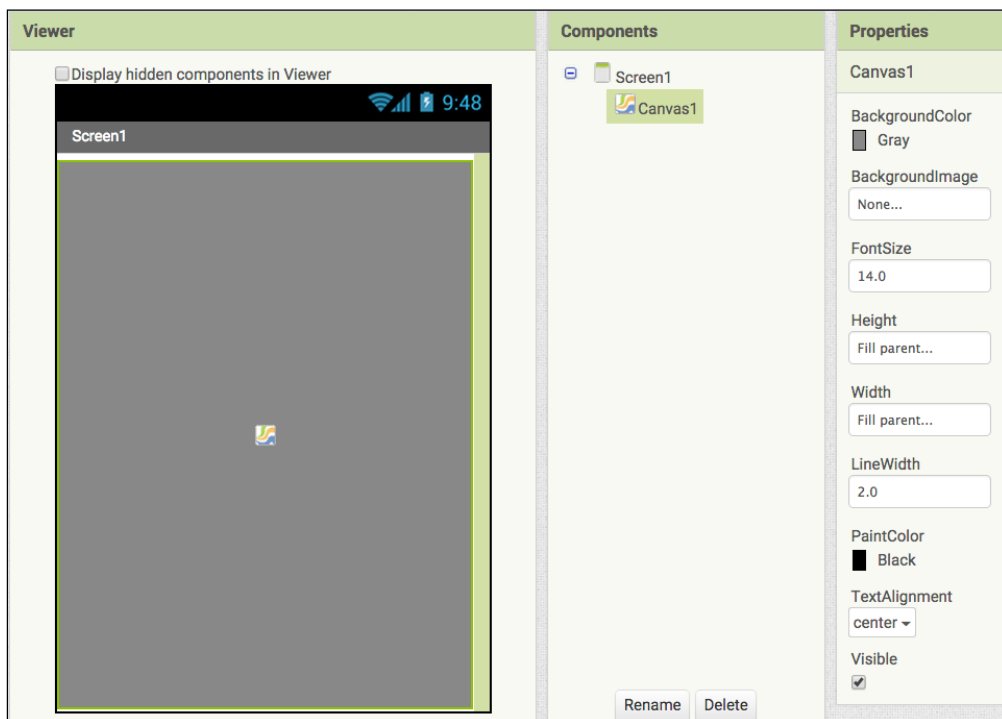 Viewer
Display hidden components in Viewer
9:48
Screen1
Components
Screen1
Canvas1
Rename
Delete
Properties
Canvas1
BackgroundColor
Gray
BackgroundImage
None...
FontSize
14.0
Height
Fill parent...
Width
Fill parent...
LineWidth
2.0
PaintColor
Black
TextAlignment
center
Visible